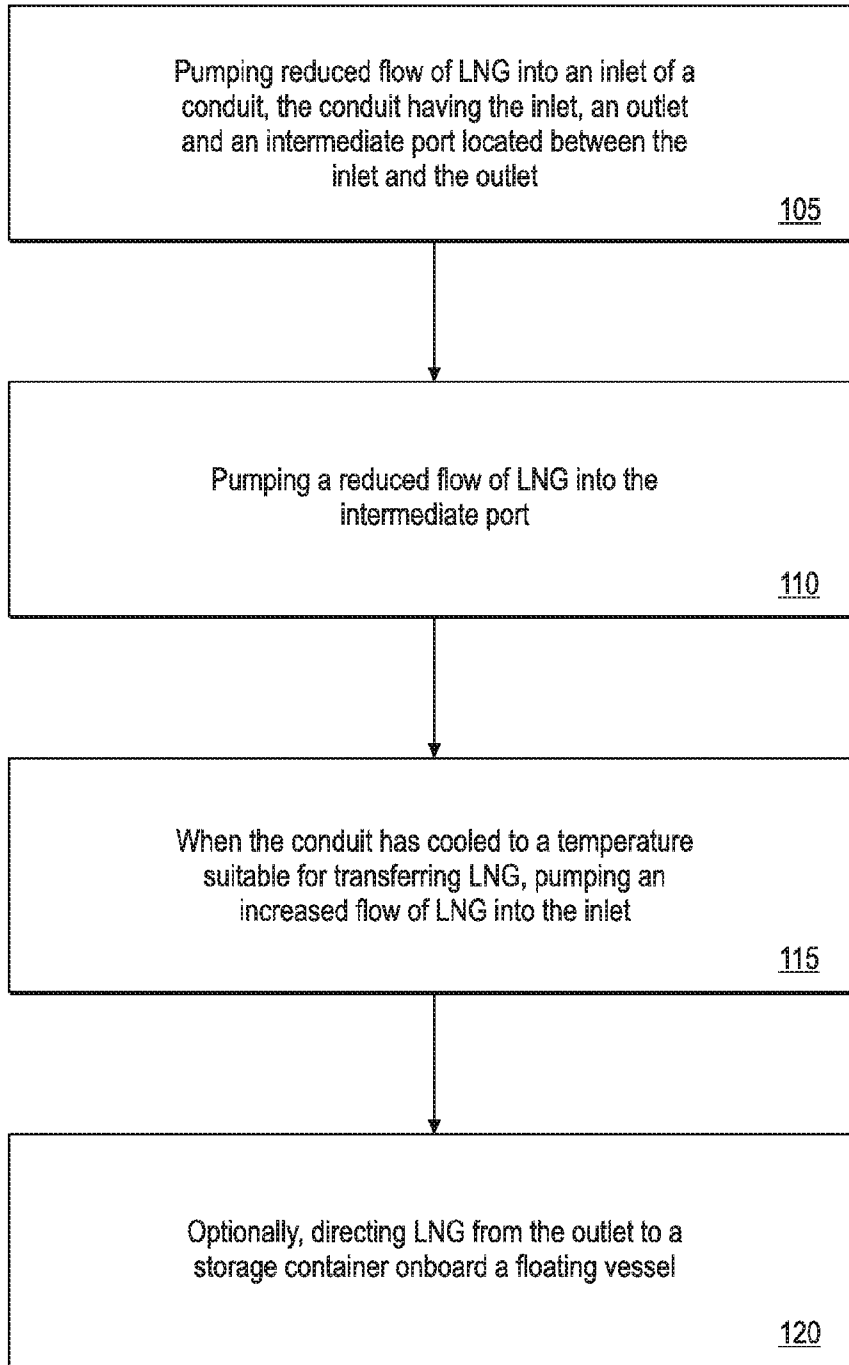 Pumping reduced flow of LNG into an inlet of a
conduit, the conduit having the inlet, an outlet
and an intermediate port located between the
inlet and the outlet
105
Pumping a reduced flow of LNG into the
intermediate port
110
When the conduit has cooled to a temperature
suitable for transferring LNG, pumping an
increased flow of LNG into the inlet
115
Optionally, directing LNG from the outlet to a
storage container onboard a floating vessel
120